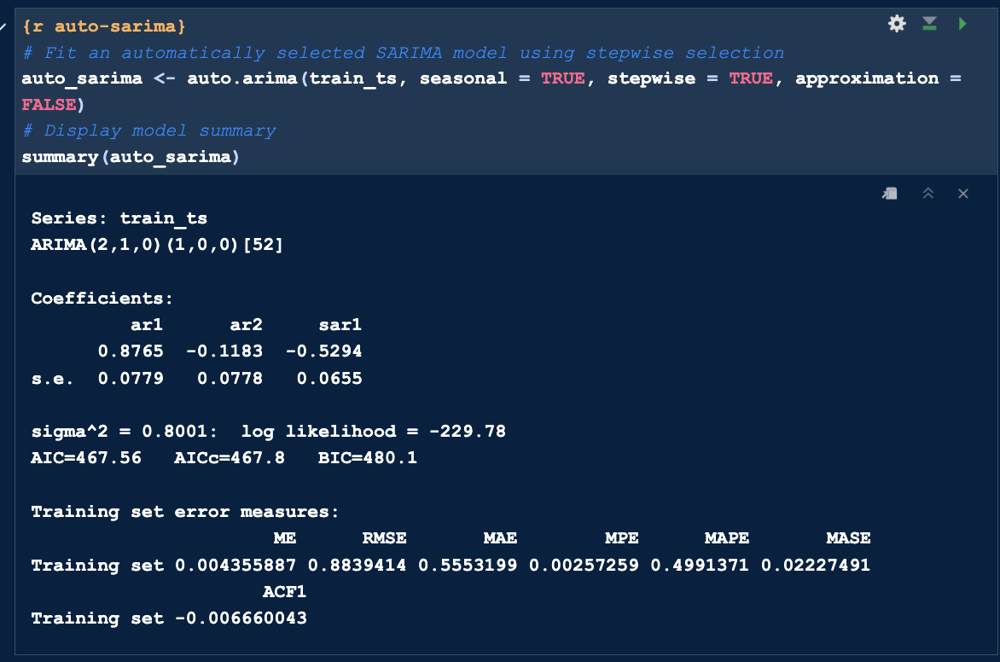 {r auto-sarima}
# Fit an automatically selected SARIMA model using stepwise selection
auto_sarima <- auto.arima(train_ts, seasonal = TRUE, stepwise = TRUE, approximation =
FALSE)
# Display model summary
summary(auto_sarima)
Series: train_ts
ARIMA(2,1,0)(1,0,0)[52]
Coefficients:
         ar1      ar2     sar1
      0.8765  -0.1183  -0.5294
s.e.  0.0779   0.0778   0.0655
sigma^2 = 0.8001:  log likelihood = -229.78
AIC=467.56   AICc=467.8   BIC=480.1
Training set error measures:
                      ME      RMSE       MAE        MPE      MAPE       MASE
Training set 0.004355887 0.8839414 0.5553199 0.00257259 0.4991371 0.02227491
                     ACF1
Training set -0.006660043